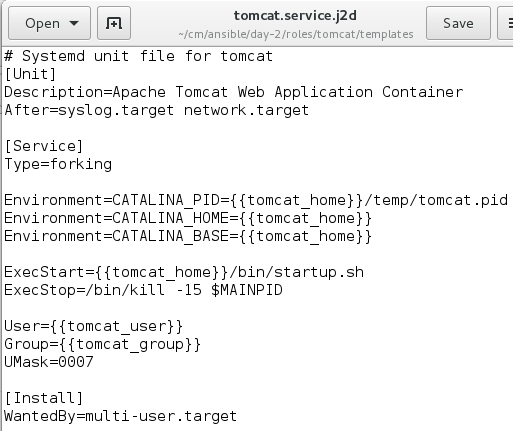 Open
tomcat.service.j2d
~/cm/ansible/day-2/roles/tomcat/templates
Save
# Systemd unit file for tomcat
[Unit]
Description=Apache Tomcat Web Application Container
After=syslog.target network.target

[Service]
Type=forking

Environment=CATALINA_PID={{tomcat_home}}/temp/tomcat.pid
Environment=CATALINA_HOME={{tomcat_home}}
Environment=CATALINA_BASE={{tomcat_home}}

ExecStart={{tomcat_home}}/bin/startup.sh
ExecStop=/bin/kill -15 $MAINPID

User={{tomcat_user}}
Group={{tomcat_group}}
UMask=0007

[Install]
WantedBy=multi-user.target